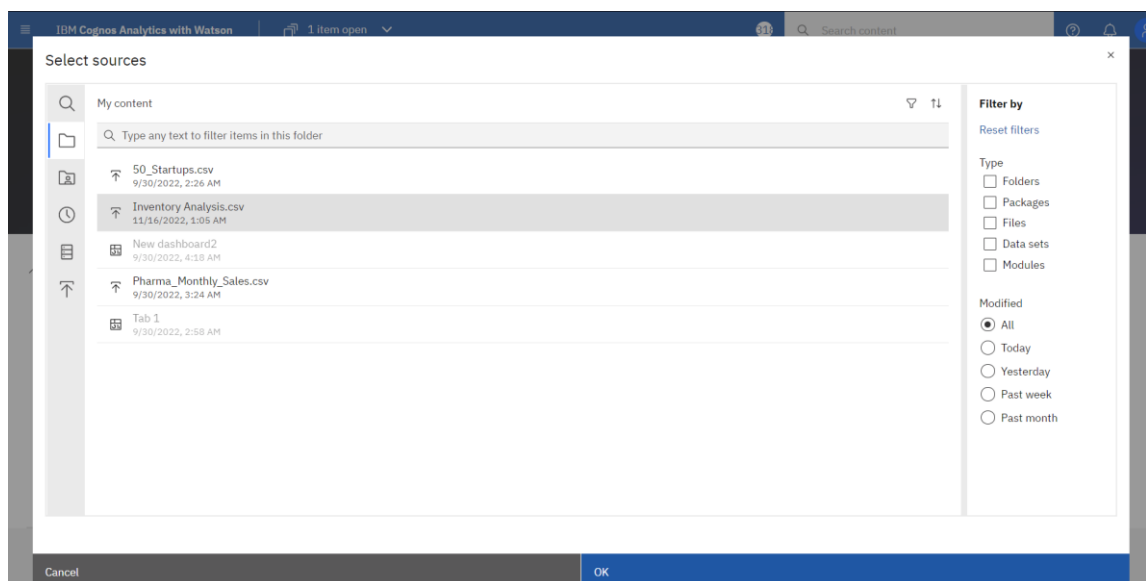 IBM Cognos Analytics with Watson
1 item open
Search content
Select sources
My content
Type any text to filter items in this folder
50_Startups.csv
9/30/2022, 2:26 AM
Inventory Analysis.csv
11/16/2022, 1:05 AM
New dashboard2
9/30/2022, 4:18 AM
Pharma_Monthly_Sales.csv
9/30/2022, 3:24 AM
Tab 1
9/30/2022, 2:58 AM
Filter by
Reset filters
Type
Folders
Packages
Files
Data sets
Modules
Modified
All
Today
Yesterday
Past week
Past month
Cancel
OK